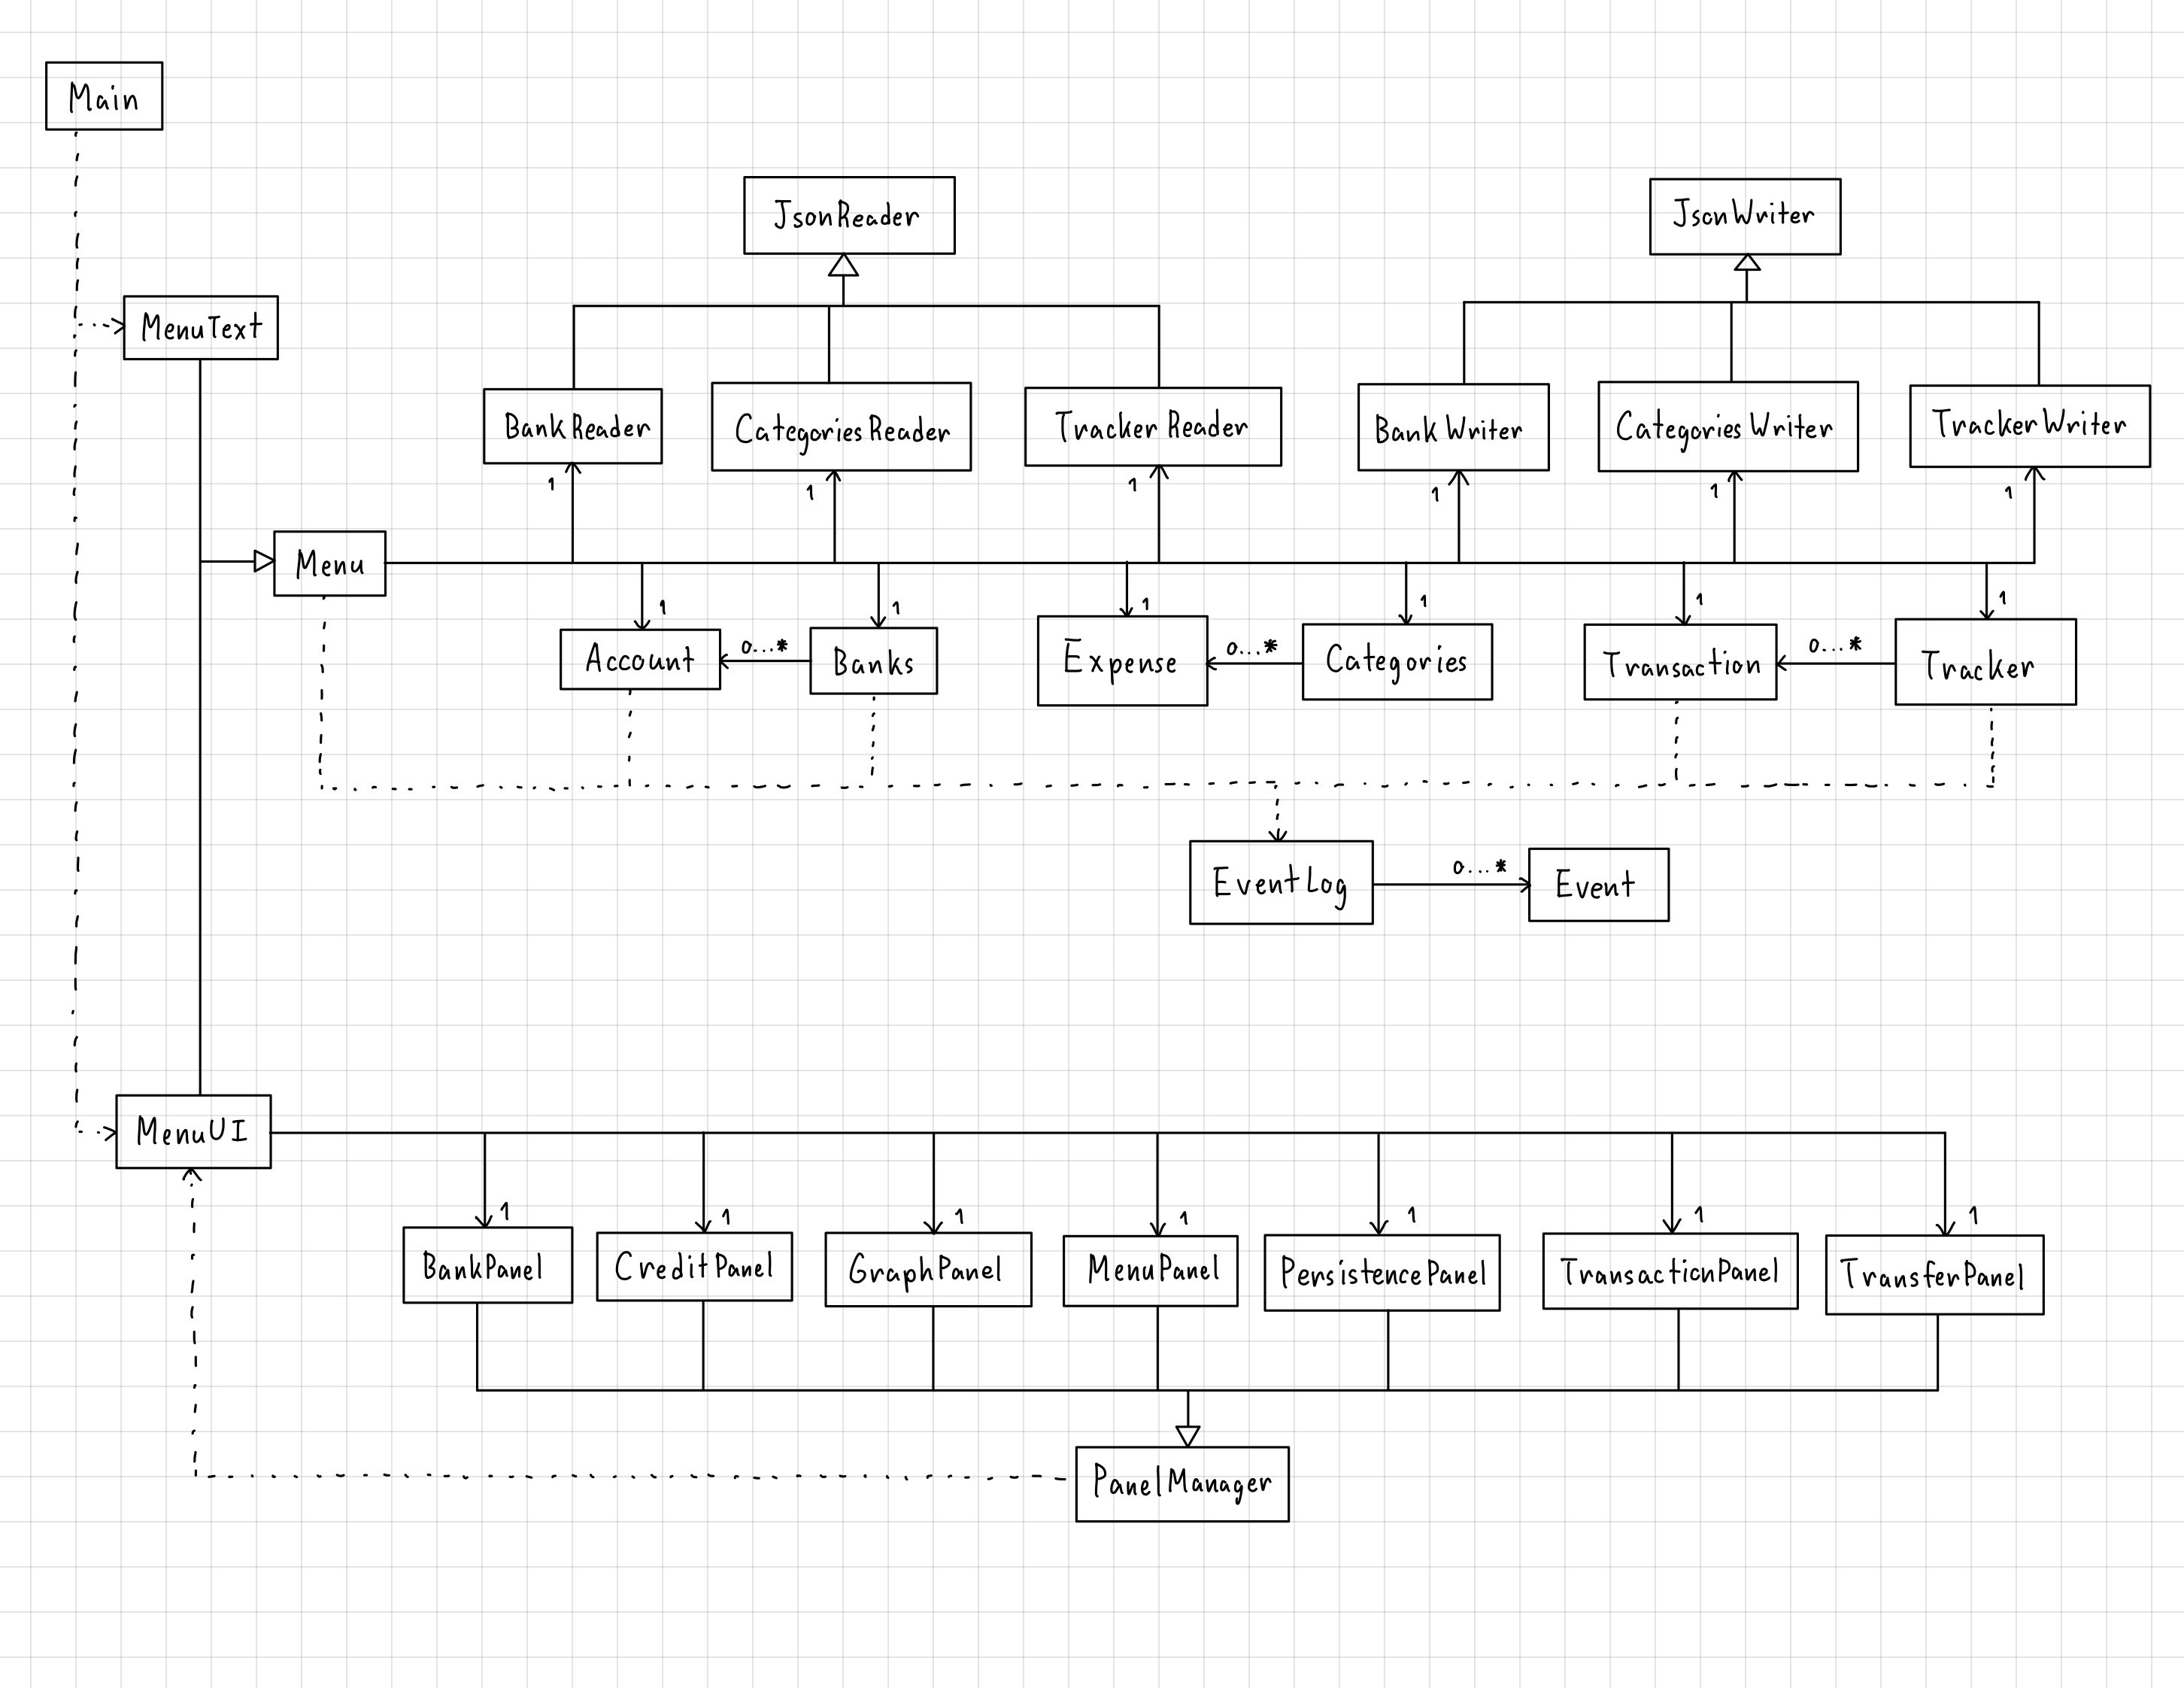 Main
JsonReader
JsonWriter
MenuText
BankReader
CategoriesReader
TrackerReader
BankWriter
CategoriesWriter
TrackerWriter
1
1
1
1
1
1
Menu
1
1
1
1
1
1
Account
0...*
Banks
Expense
0...*
Categories
Transaction
0...*
Tracker
EventLog
0...*
Event
MenuUI
1
1
1
1
1
1
1
BankPanel
CreditPanel
GraphPanel
MenuPanel
PersistencePanel
TransactionPanel
TransferPanel
PanelManager